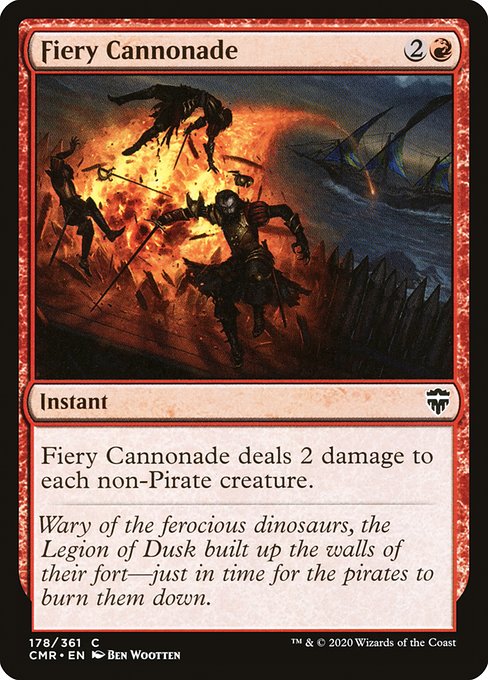 Fiery Cannonade 2
Instant
Fiery Cannonade deals 2 damage to
each non-Pirate creature.
Wary of the ferocious dinosaurs, the
Legion of Dusk built up the walls of
their fort—just in time for the pirates to
burn them down.
178/361 C
™ & © 2020 Wizards of the Coast
CMR • EN Ben Wootten